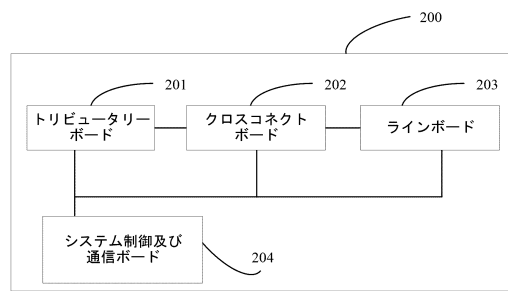 200
201
202
203
トリビュータリー
ボード
クロスコネクト
ボード
ラインボード
システム制御及び
通信ボード
204